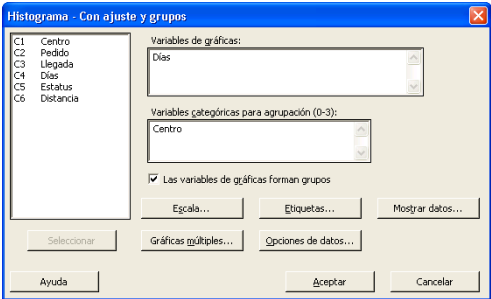 Histograma - Con ajuste y grupos
C1 Centro
C2 Pedido
C3 Llegada
C4 Días
C5 Estatus
C6 Distancia
Variables de gráficas:
Días
Variables categóricas para agrupación (0-3):
Centro
Las variables de gráficas forman grupos
Escala... Etiquetas... Mostrar datos...
Seleccionar Gráficas múltiples... Opciones de datos...
Ayuda Aceptar Cancelar